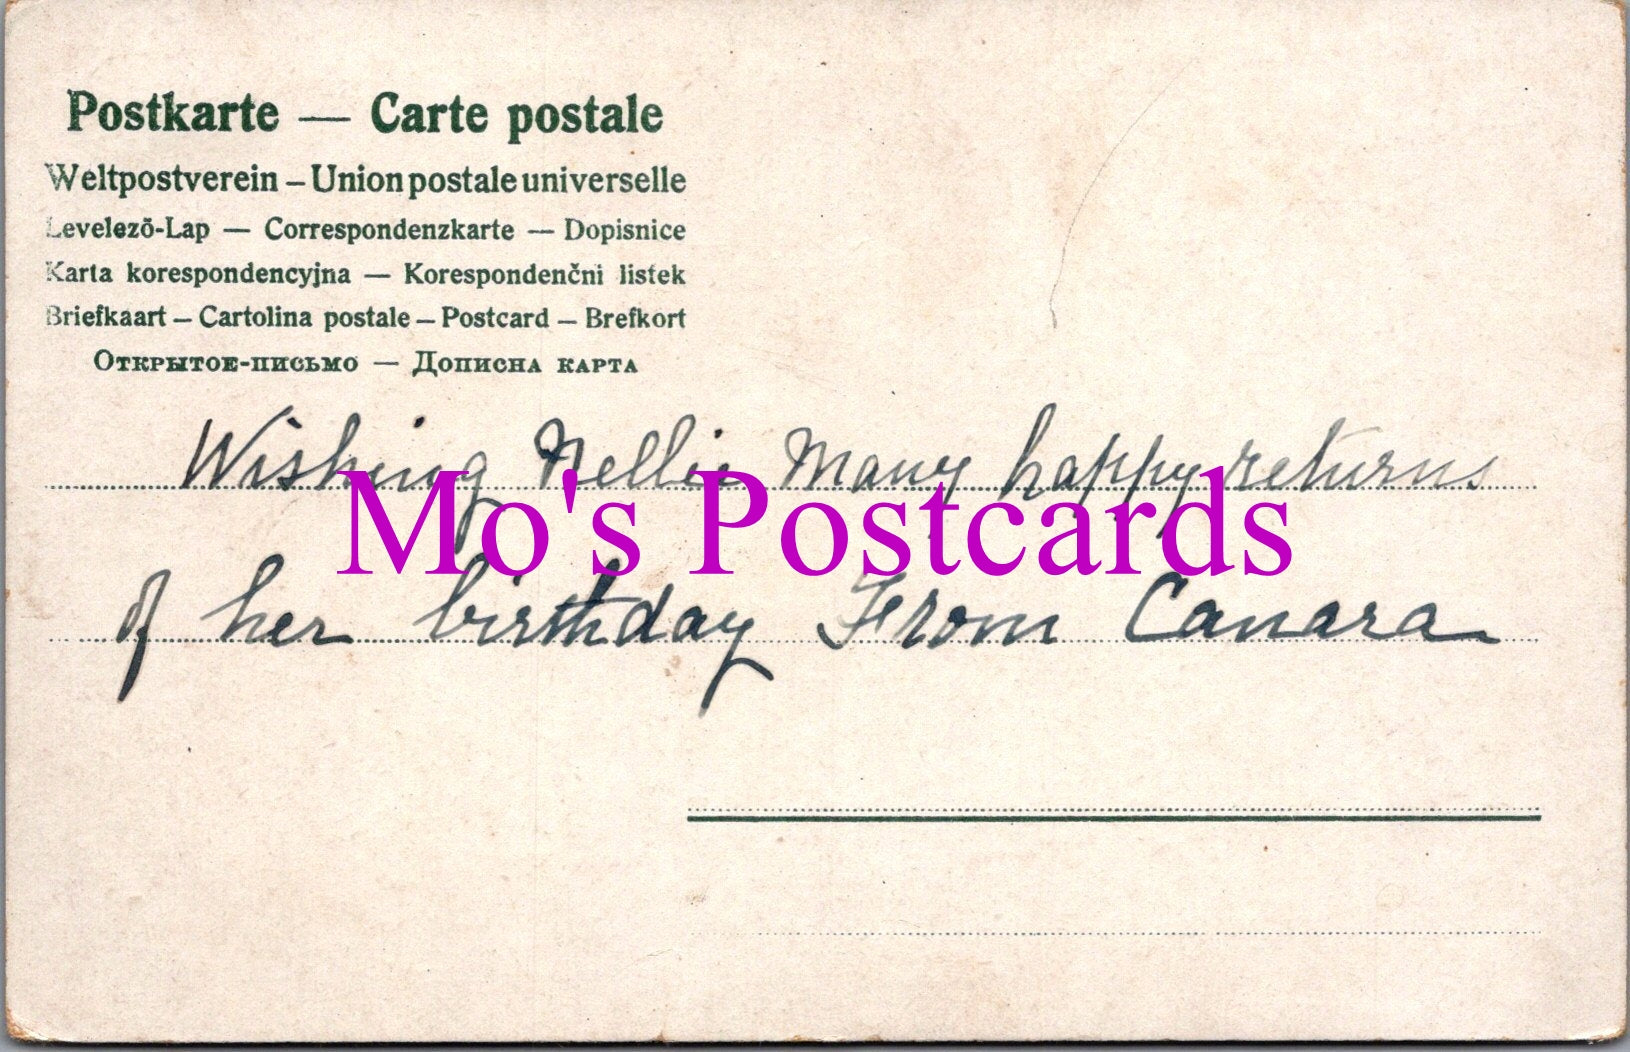 Postkarte — Carte postale
Weltpostverein – Union postale universelle
Levelezõ-Lap — Correspondenzkarte — Dopisnice
Karta korespondencyjna — Korespondenčni listek
Briefkaart – Cartolina postale – Postcard – Brefkort
Открытое-письмо — Дописна карта
Wishing Nellie Many happy returns
Mo's Postcards
of her birthday From Canara